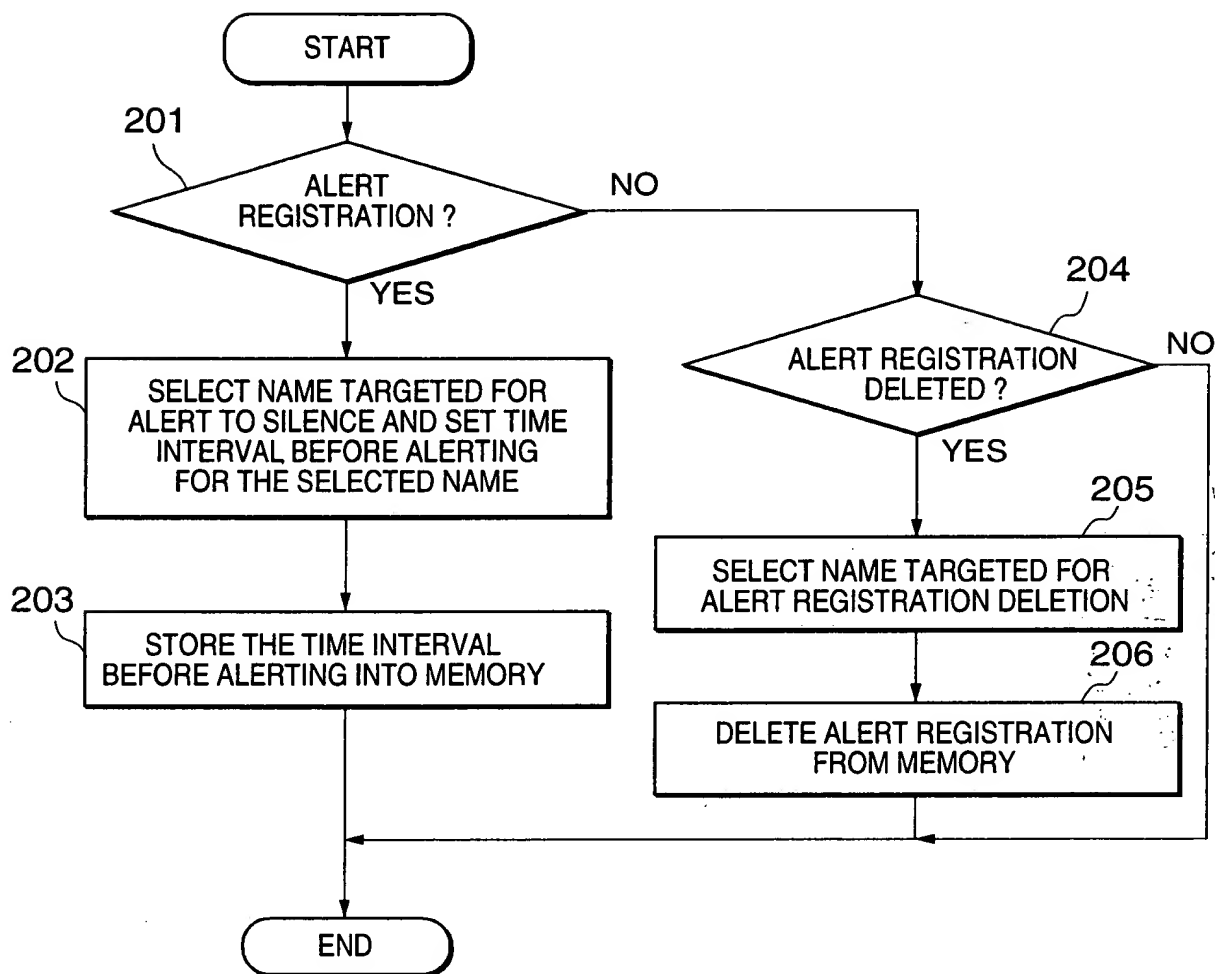 START
201
ALERT
REGISTRATION ?
NO
YES
204
ALERT REGISTRATION
DELETED ?
NO
YES
202
SELECT NAME TARGETED FOR
ALERT TO SILENCE AND SET TIME
INTERVAL BEFORE ALERTING
FOR THE SELECTED NAME
205
SELECT NAME TARGETED FOR
ALERT REGISTRATION DELETION
203
STORE THE TIME INTERVAL
BEFORE ALERTING INTO MEMORY
206
DELETE ALERT REGISTRATION
FROM MEMORY
END